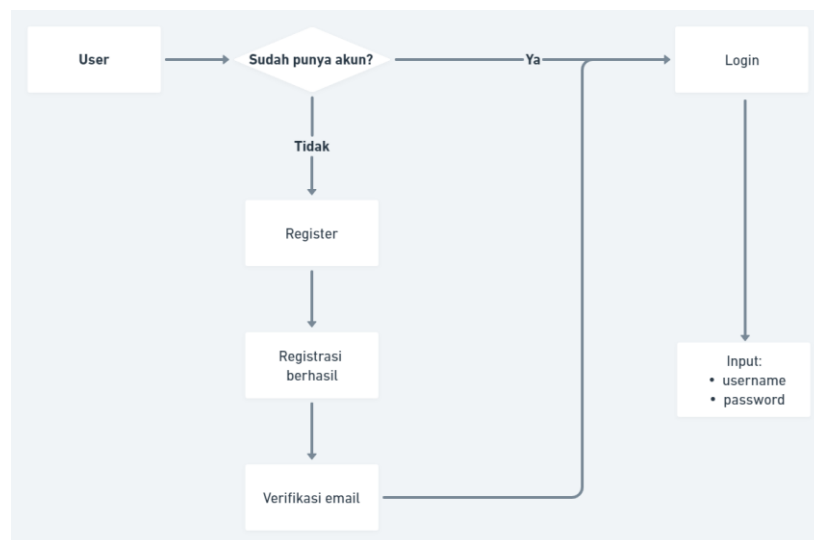 User
Sudah punya akun?
Ya
Login
Tidak
Register
Registrasi
berhasil
Input:
• username
• password
Verifikasi email